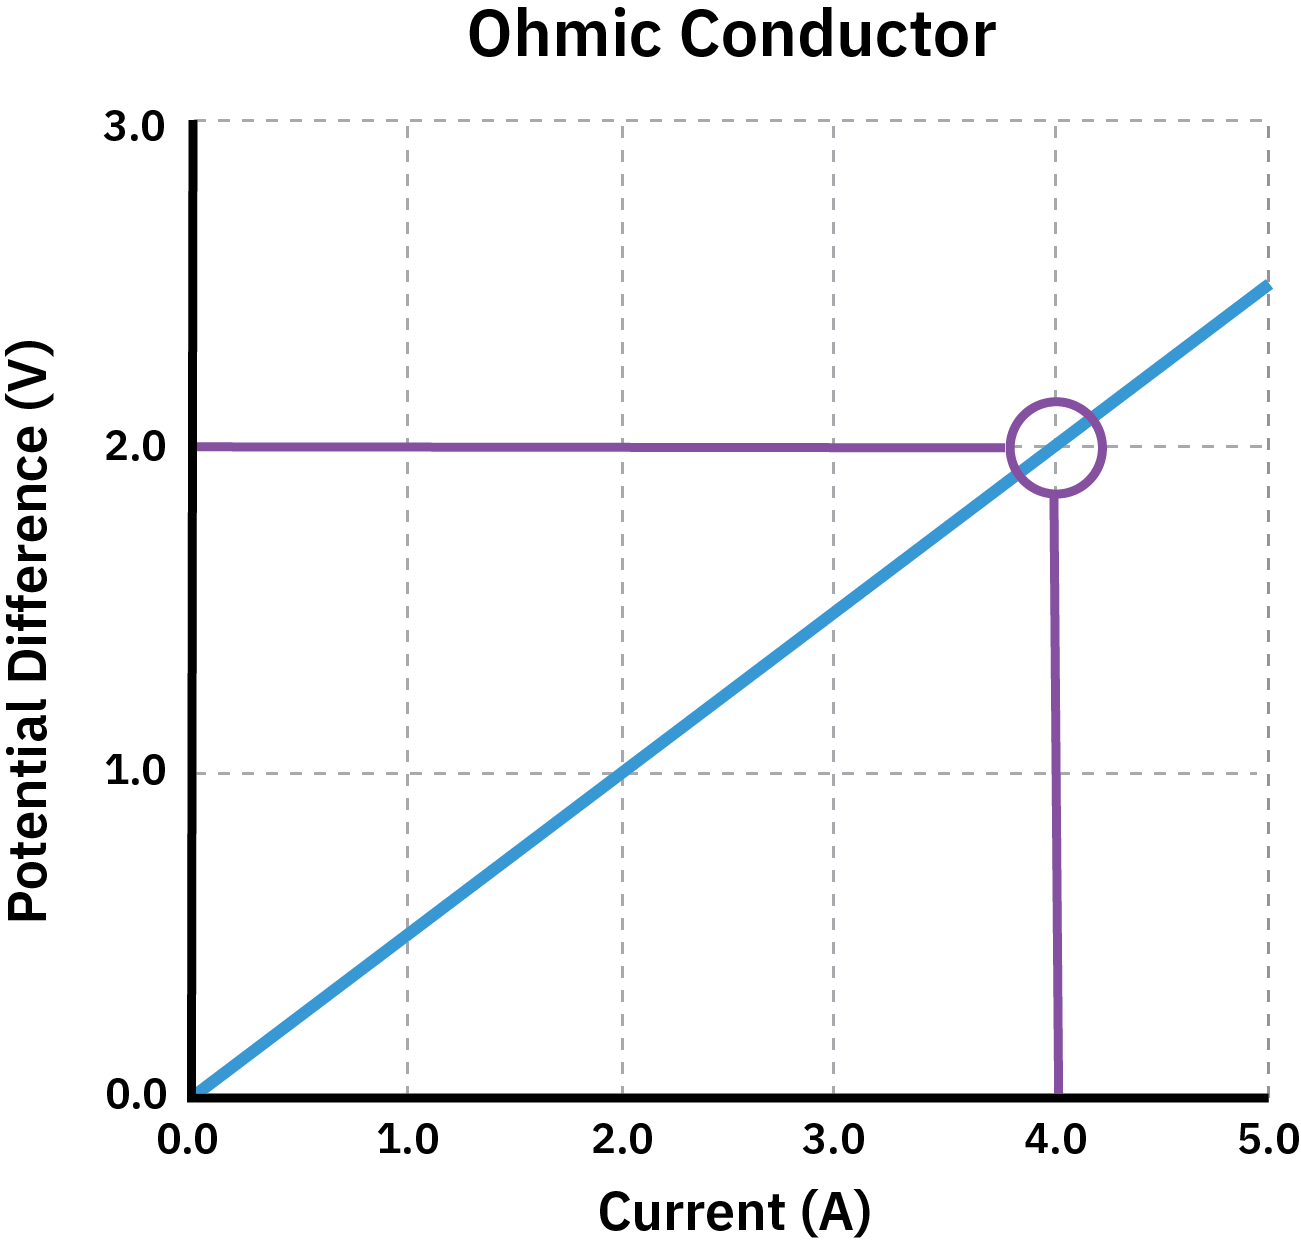 Ohmic Conductor
3.0
2.0
1.0
0.0
Potential Difference (V)
0.0 1.0 2.0 3.0 4.0 5.0
Current (A)